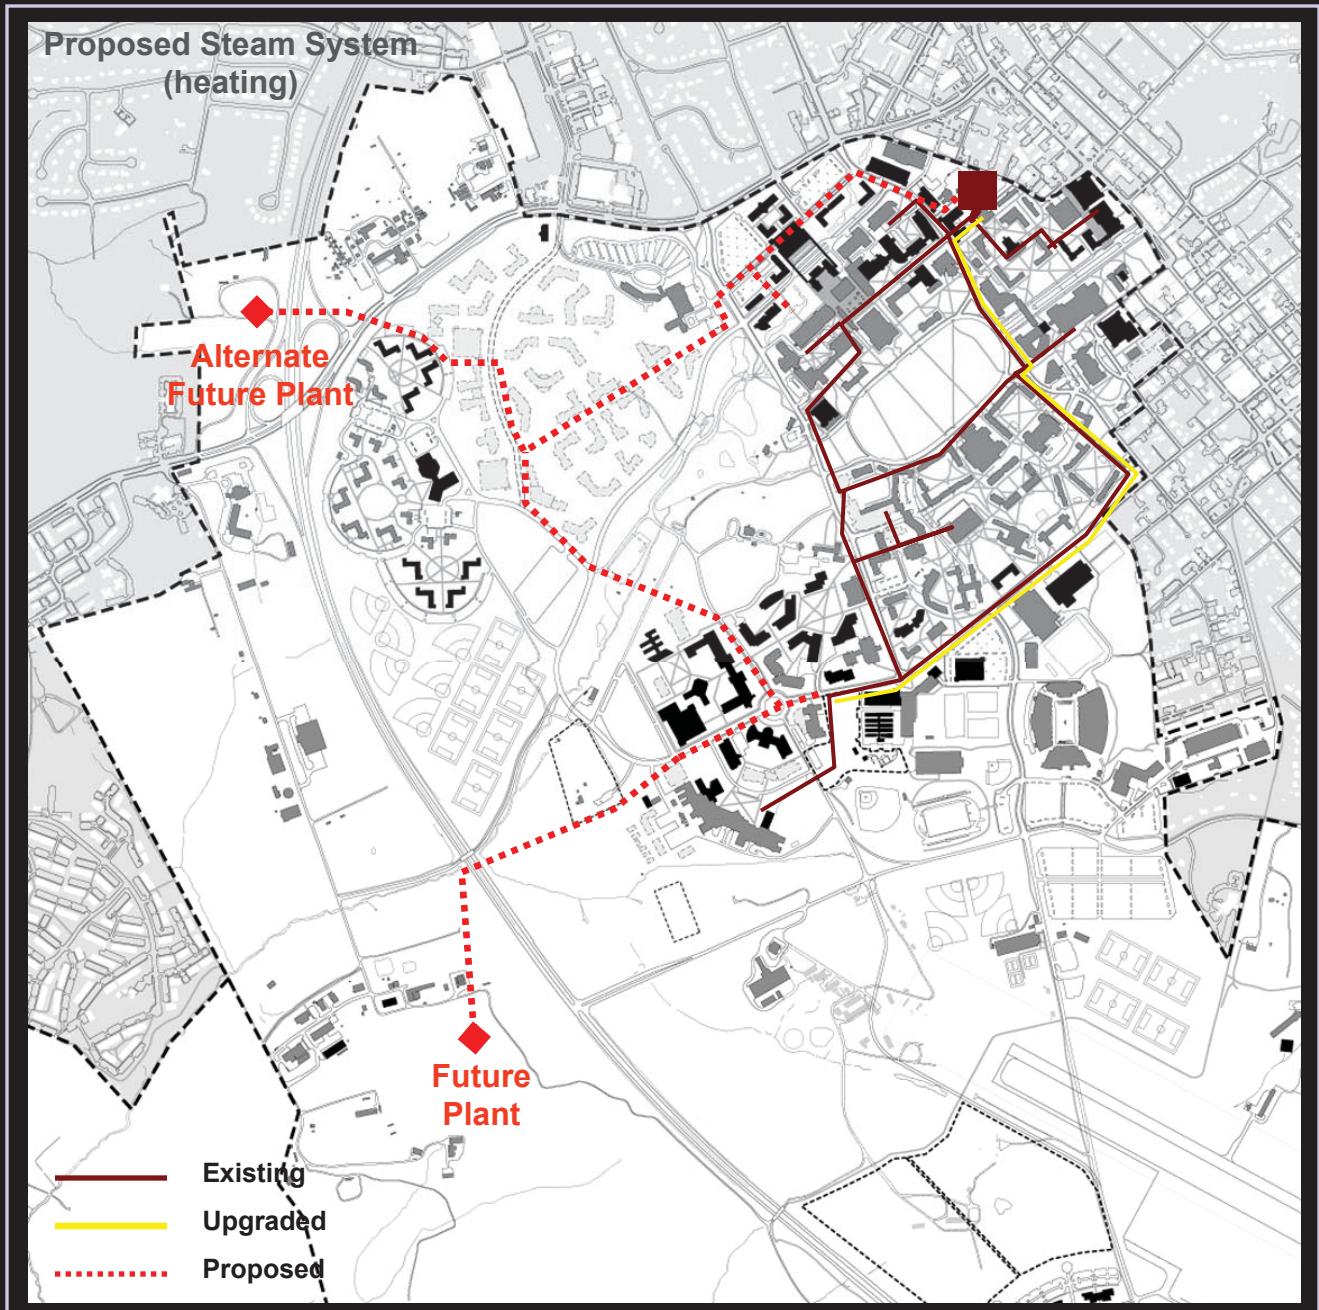 Proposed Steam System
(heating)
Alternate
Future Plant
Future
Plant
Existing
Upgraded
Proposed